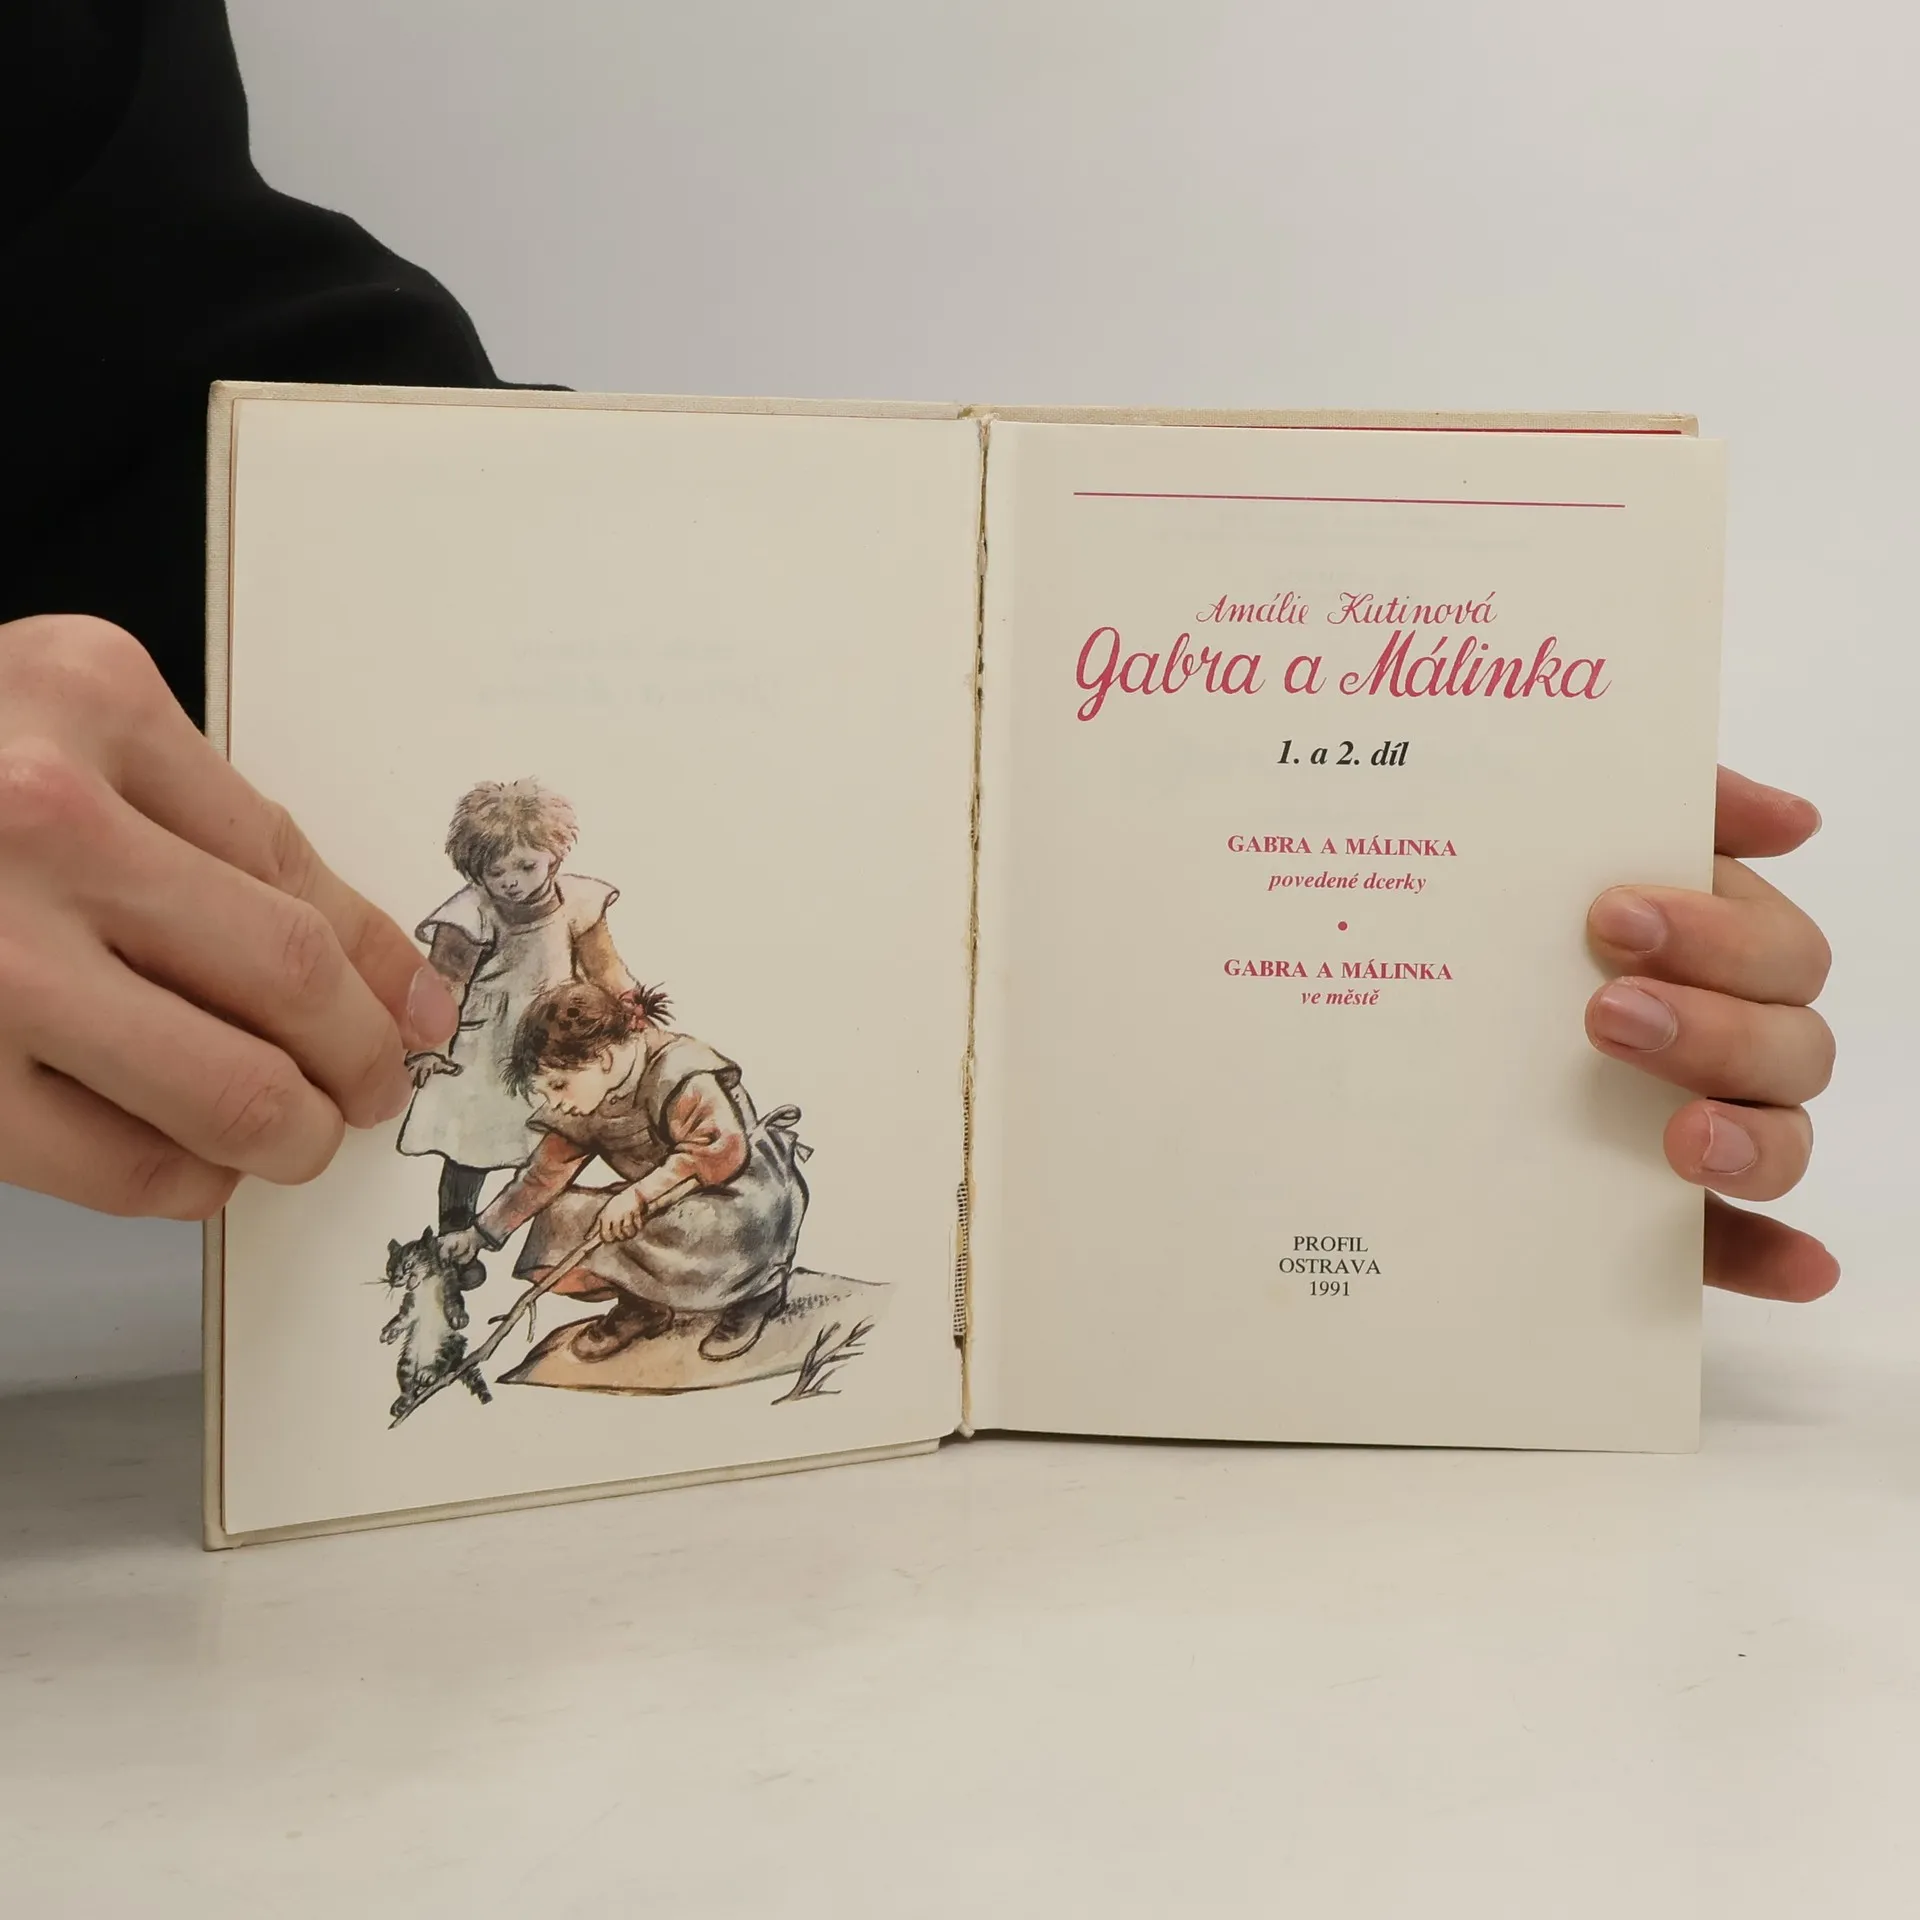 Amálie Kutinová
Gabra a Málinka
1. a 2. díl
GABRA A MÁLINKA
povedené dcerky
•
GABRA A MÁLINKA
ve městě
PROFIL
OSTRAVA
1991